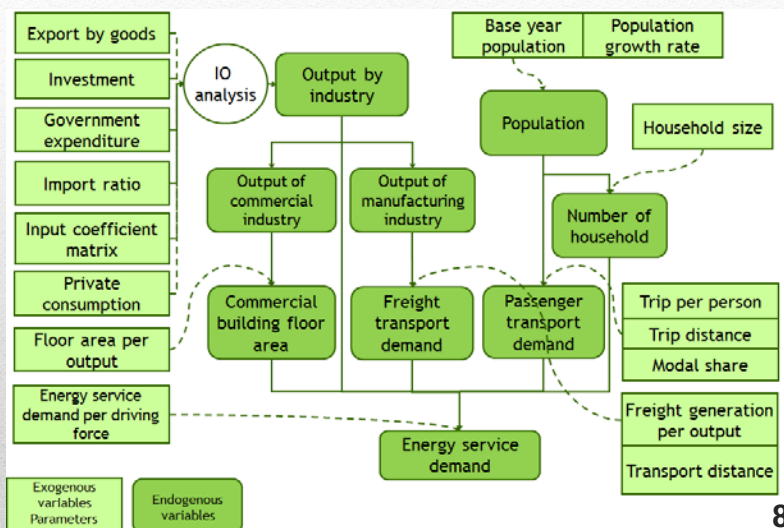 Export by goods
Investment
Government
expenditure
Import ratio
Input coefficient
matrix
Private
consumption
Floor area per
output
Energy service
demand per driving
force
IO
analysis
Output by
industry
Output of
commercial
industry
Output of
manufacturing
industry
Commercial
building floor
area
Freight
transport
demand
Base year
population
Population
growth rate
Population
Household size
Number of
household
Passenger
transport
demand
Trip per person
Trip distance
Modal share
Freight generation
per output
Transport distance
Energy service
demand
Exogenous
variables
Parameters
Endogenous
variables
8